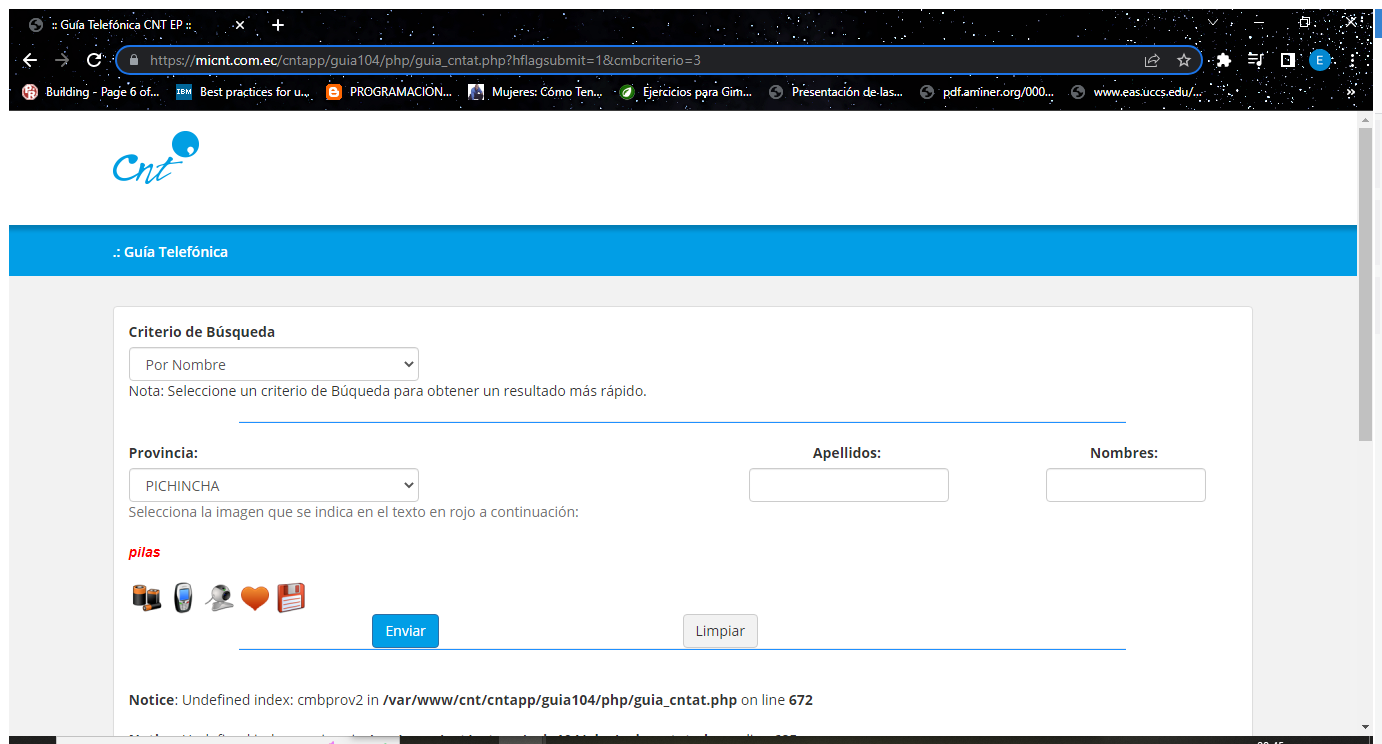 :: Guía Telefónica CNT EP ::
https://micnt.com.ec/cntapp/guia104/php/guia_cntat.php?hflagsubmit=1&cmbcriterio=3
E
Building - Page 6 of... IBM Best practices for u... PROGRAMACION... Mujeres: Cómo Ten... Ejercicios para Gim... Presentación de las... pdf.aminer.org/000... www.eas.uccs.edu/... »
Cnt
.: Guía Telefónica
Criterio de Búsqueda
Por Nombre
Nota: Seleccione un criterio de Búqueda para obtener un resultado más rápido.
Provincia: Apellidos: Nombres:
PICHINCHA
Selecciona la imagen que se indica en el texto en rojo a continuación:
pilas
Enviar Limpiar
Notice: Undefined index: cmbprov2 in /var/www/cnt/cntapp/guia104/php/guia_cntat.php on line 672